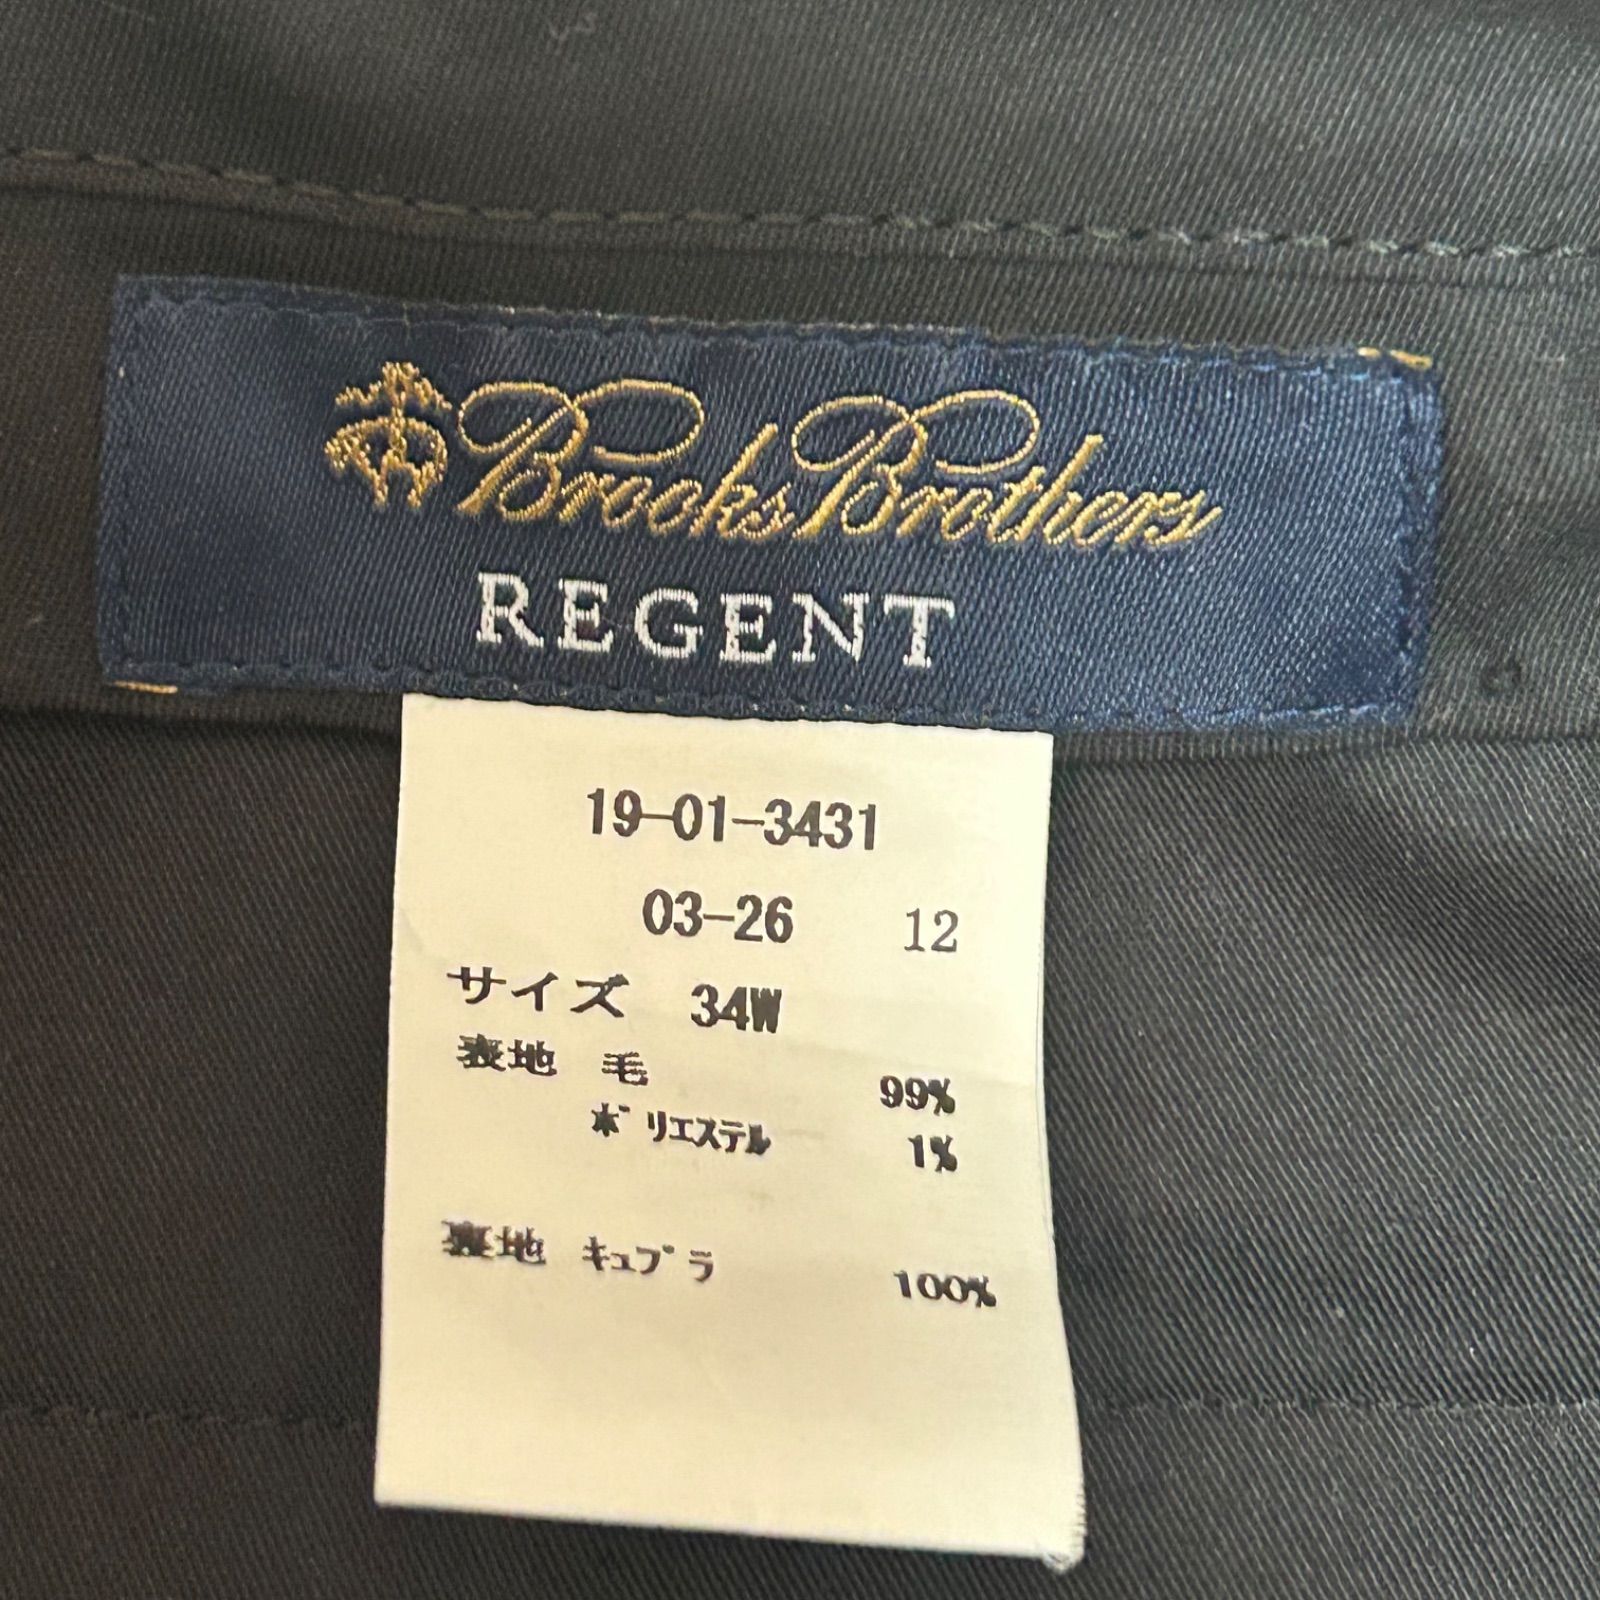 Brooks Brothers
REGENT
19-01-3431
03-26 12
サイズ 34W
表地 毛 99%
ポリエステル 1%
裏地 キュプラ 100%